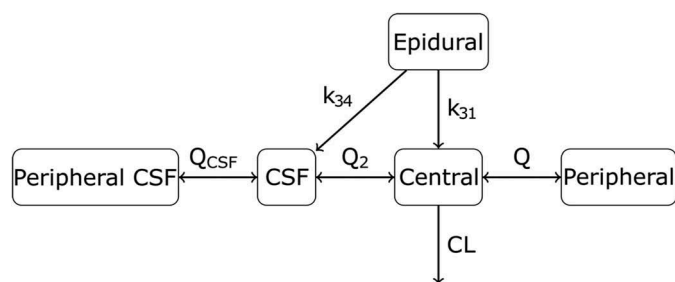 Epidural
k34
k31
Peripheral CSF
QCSF
CSF
Q2
Central
Q
Peripheral
CL